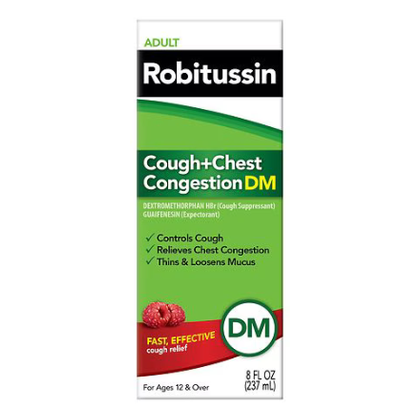 ADULT
Robitussin
Cough+Chest
Congestion DM
DEXTROMETHORPHAN HBr (Cough Suppressant)
GUAIFENESIN (Expectorant)
✓ Controls Cough
✓ Relieves Chest Congestion
✓ Thins & Loosens Mucus
FAST, EFFECTIVE
cough relief
DM
For Ages 12 & Over
8 FL OZ
(237 mL)